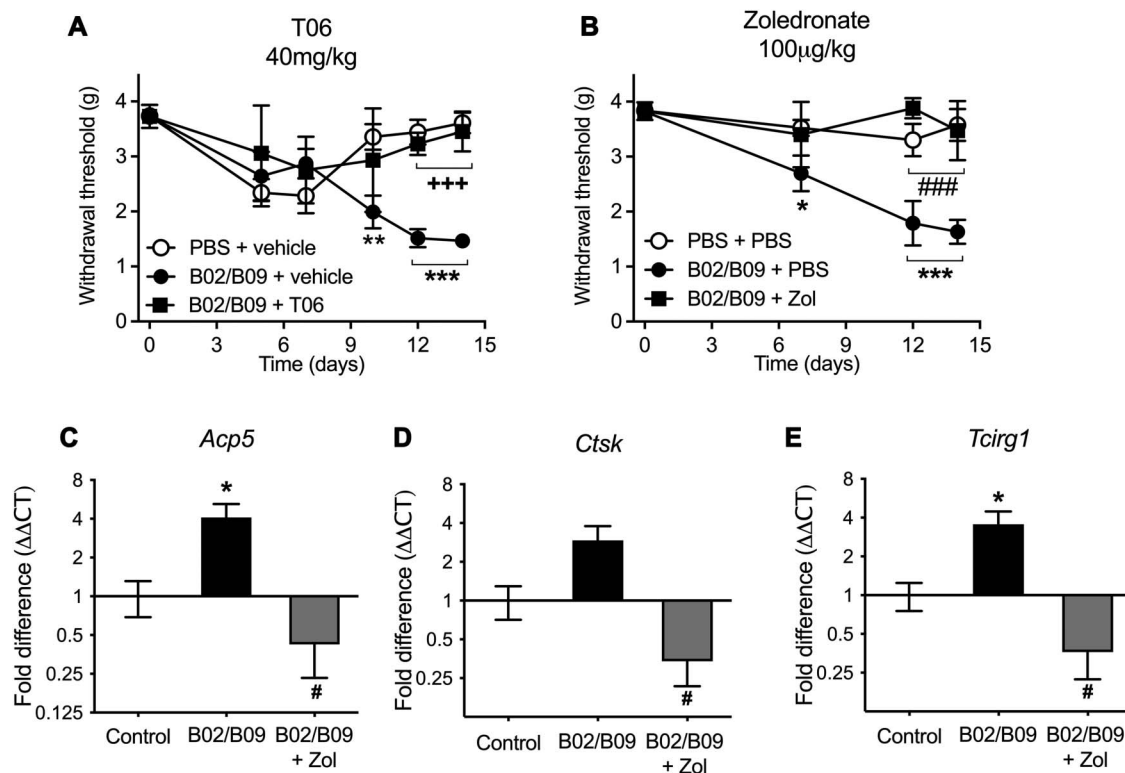 A
T06
40mg/kg
Withdrawal threshold (g)
4
3
2
1
0
0 3 6 9 12 15
Time (days)
+++
**
***
PBS + vehicle
B02/B09 + vehicle
B02/B09 + T06
B
Zoledronate
100μg/kg
Withdrawal threshold (g)
4
3
2
1
0
0 3 6 9 12 15
Time (days)
###
*
***
PBS + PBS
B02/B09 + PBS
B02/B09 + Zol
C
Acp5
Fold difference (ΔΔCT)
8
4
2
1
0.5
0.25
0.125
*
#
Control B02/B09 B02/B09
+ Zol
D
Ctsk
Fold difference (ΔΔCT)
8
4
2
1
0.5
0.25
#
Control B02/B09 B02/B09
+ Zol
E
Tcirg1
Fold difference (ΔΔCT)
8
4
2
1
0.5
0.25
*
#
Control B02/B09 B02/B09
+ Zol